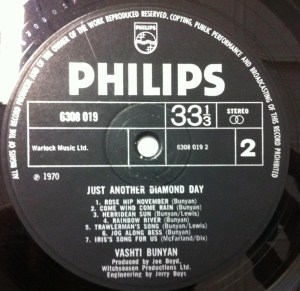 ALL RIGHTS OF THE RECORD PRODUCER AND OF THE OWNER OF THE WORK REPRODUCED RESERVED, COPYING, PUBLIC PERFORMANCE AND BROADCASTING OF THIS RECORD PROHIBITED
PHILIPS
6308 019
33 1/3
STEREO
Warlock Music Ltd.
6308 019 2
2
℗ 1970
JUST ANOTHER DIAMOND DAY
1. ROSE HIP NOVEMBER (Bunyan)
2. COME WIND COME RAIN (Bunyan)
3. HEBRIDEAN SUN (Bunyan/Lewis)
4. RAINBOW RIVER (Bunyan)
5. TRAWLERMAN'S SONG (Bunyan/Lewis)
6. JOG ALONG BESS (Bunyan)
7. IRIS'S SONG FOR US (McFarland/Dix)
VASHTI BUNYAN
Produced by Joe Boyd,
Witchseason Productions Ltd.
Engineering by Jerry Boys